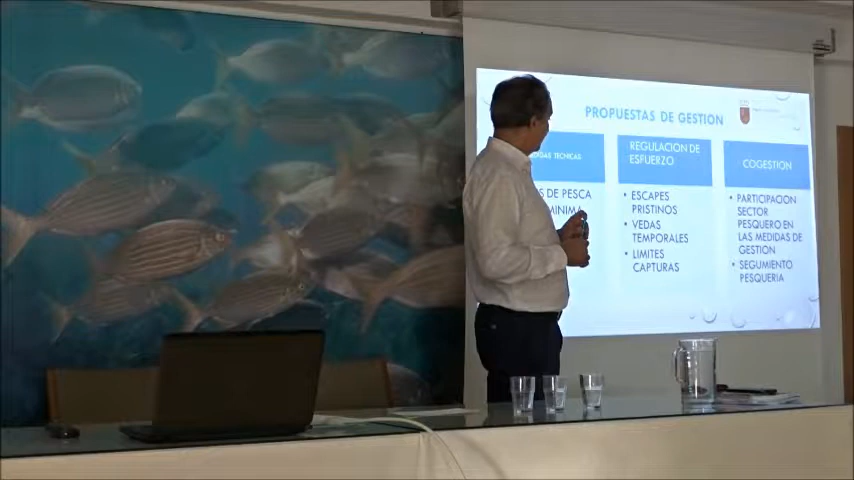 PROPUESTAS DE GESTION
TECNICAS
REGULACION DE
ESFUERZO
COGESTION
DE PESCA
MINIMA
• ESCAPES
PRISTINOS
• VEDAS
TEMPORALES
• LIMITES
CAPTURAS
• PARTICIPACION
SECTOR
PESQUERO EN
LAS MEDIDAS DE
GESTION
• SEGUIMIENTO
PESQUERIA